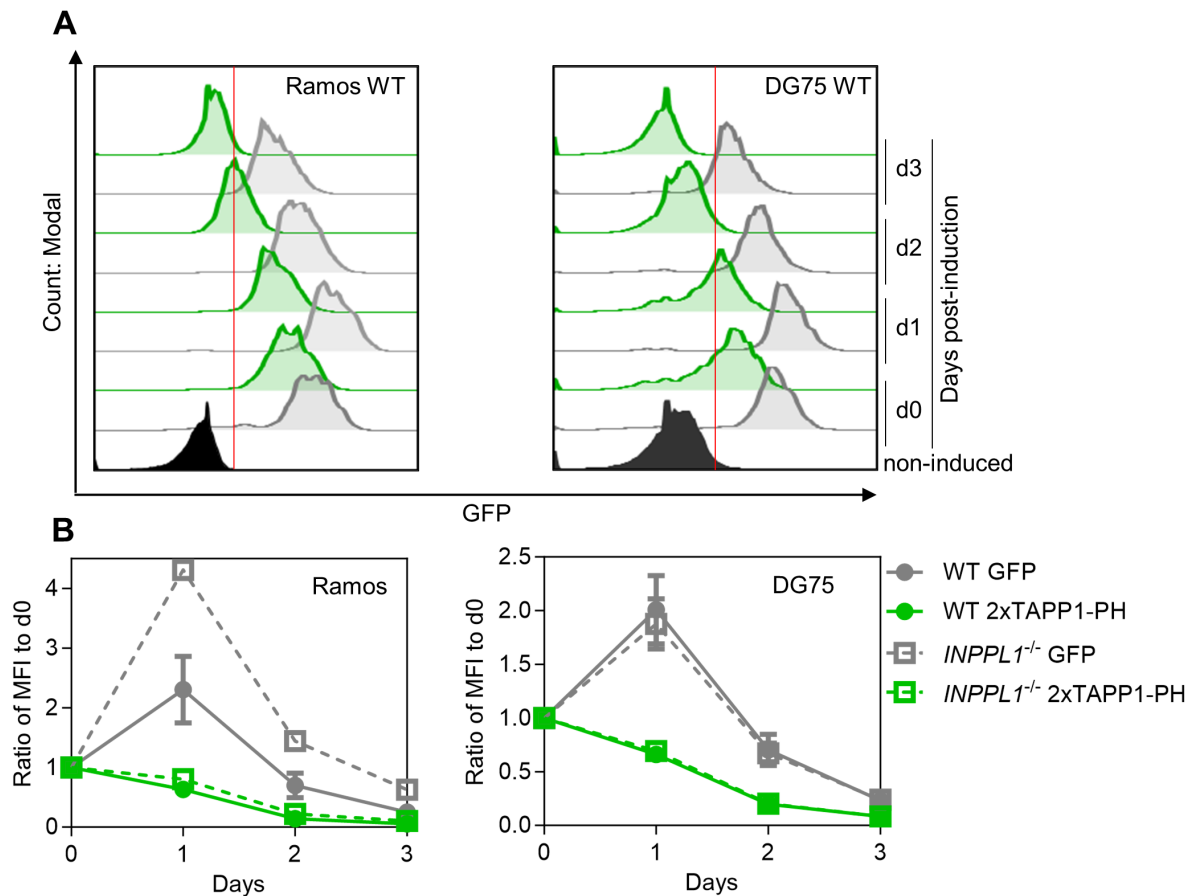 A
Ramos WT
DG75 WT
Count: Modal
d3
d2
d1
d0
non-induced
Days post-induction
GFP
B
Ramos
Ratio of MFI to d0
4
3
2
1
0
0 1 2 3
Days
DG75
Ratio of MFI to d0
2.5
2.0
1.5
1.0
0.5
0.0
0 1 2 3
Days
WT GFP
WT 2xTAPP1-PH
INPPL1-/- GFP
INPPL1-/- 2xTAPP1-PH